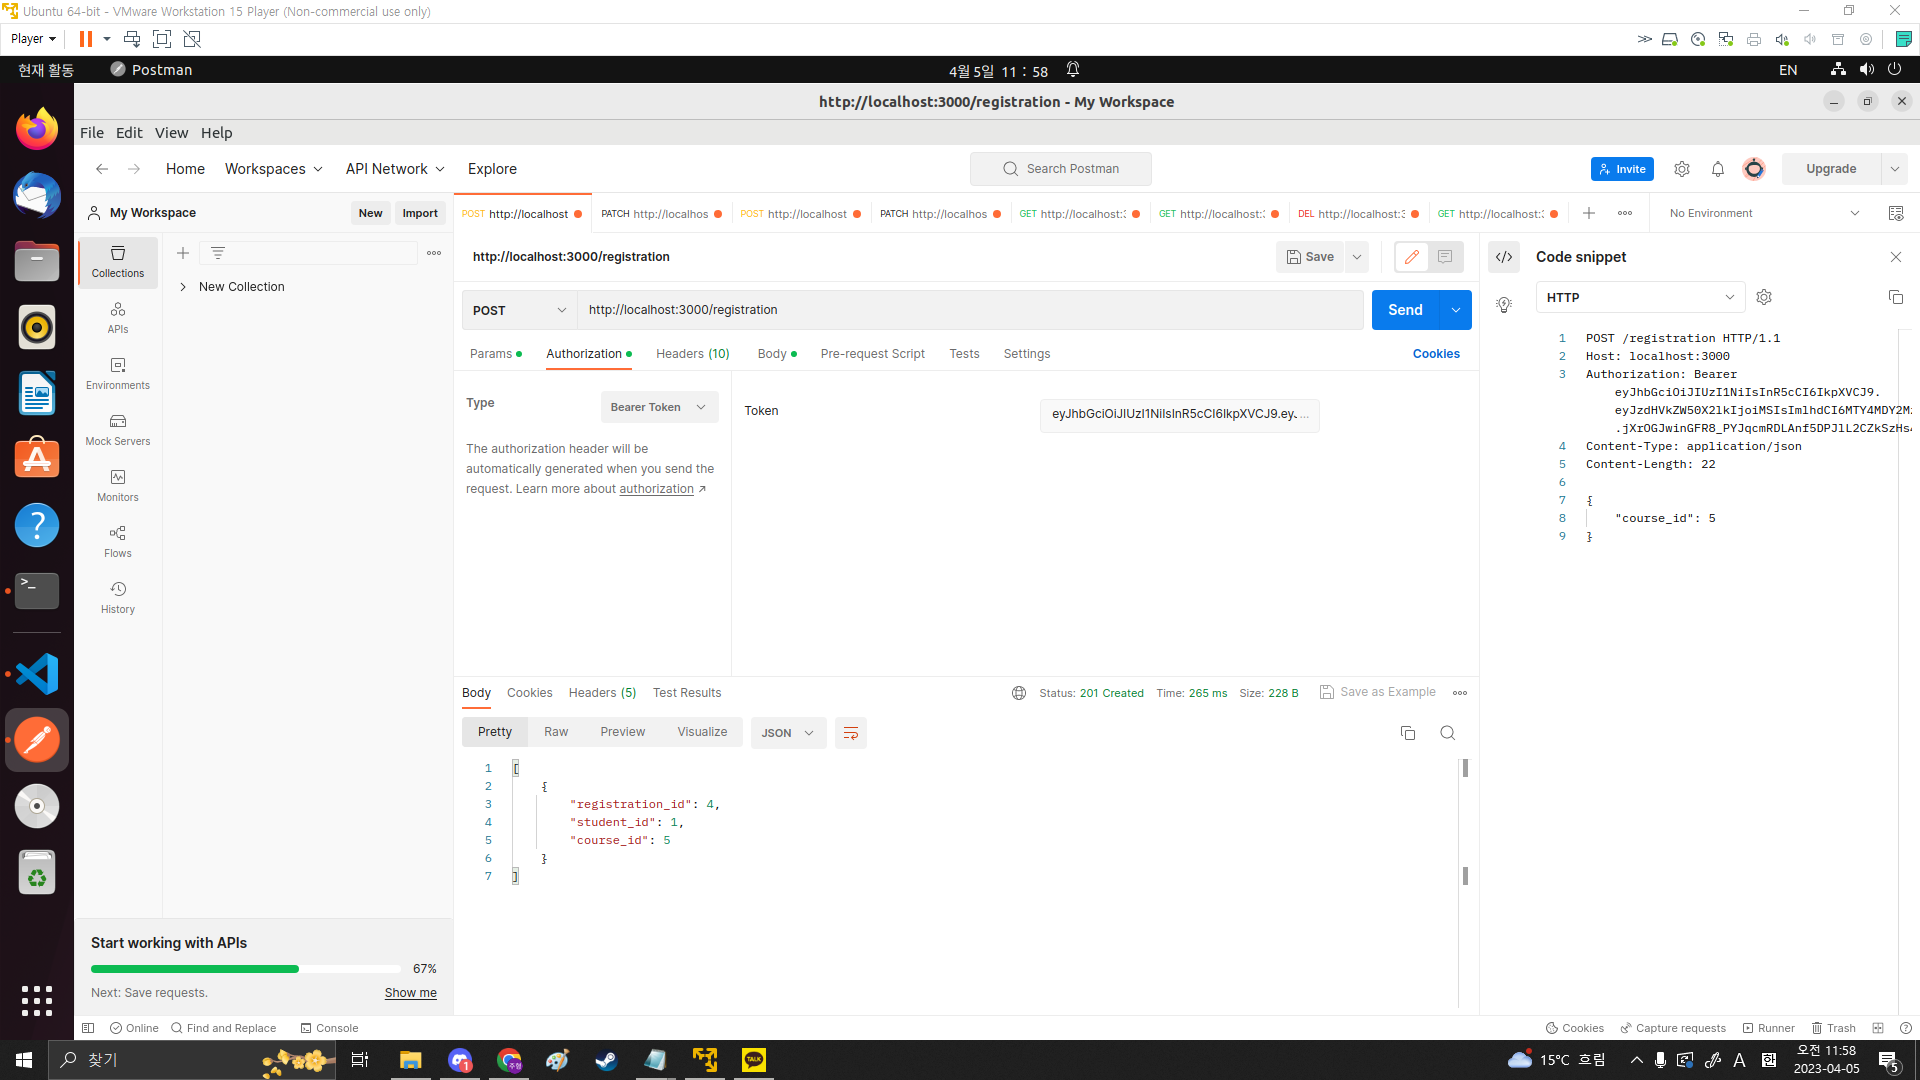 Ubuntu 64-bit - VMware Workstation 15 Player (Non-commercial use only)
Player
현재 활동
Postman
4월 5일 11 : 58
EN
http://localhost:3000/registration - My Workspace
File Edit View Help
Home Workspaces API Network Explore
Search Postman
Invite
Upgrade
My Workspace
New Import
POST http://localhost
PATCH http://localhos
POST http://localhost
PATCH http://localhos
GET http://localhost:
GET http://localhost:
DEL http://localhost:
GET http://localhost:
No Environment
Collections
APIs
Environments
Mock Servers
Monitors
Flows
History
New Collection
http://localhost:3000/registration
Save
POST
http://localhost:3000/registration
Send
Params Authorization Headers (10) Body Pre-request Script Tests Settings
Cookies
Type
Bearer Token
The authorization header will be
automatically generated when you send the
request. Learn more about authorization ↗
Token
Code snippet
HTTP
1 POST /registration HTTP/1.1
2 Host: localhost:3000
3 Authorization: Bearer
4 Content-Type: application/json
5 Content-Length: 22
6
7 {
8 "course_id": 5
9 }
Body Cookies Headers (5) Test Results
Status: 201 Created Time: 265 ms Size: 228 B
Save as Example
Pretty Raw Preview Visualize
JSON
1 [
2 {
3 "registration_id": 4,
4 "student_id": 1,
5 "course_id": 5
6 }
7 ]
Start working with APIs
67%
Next: Save requests.
Show me
Online Find and Replace Console
Cookies Capture requests Runner Trash
찾기
1
주형
TALK
15°C 흐림
A
한
오전 11:58
2023-04-05
5